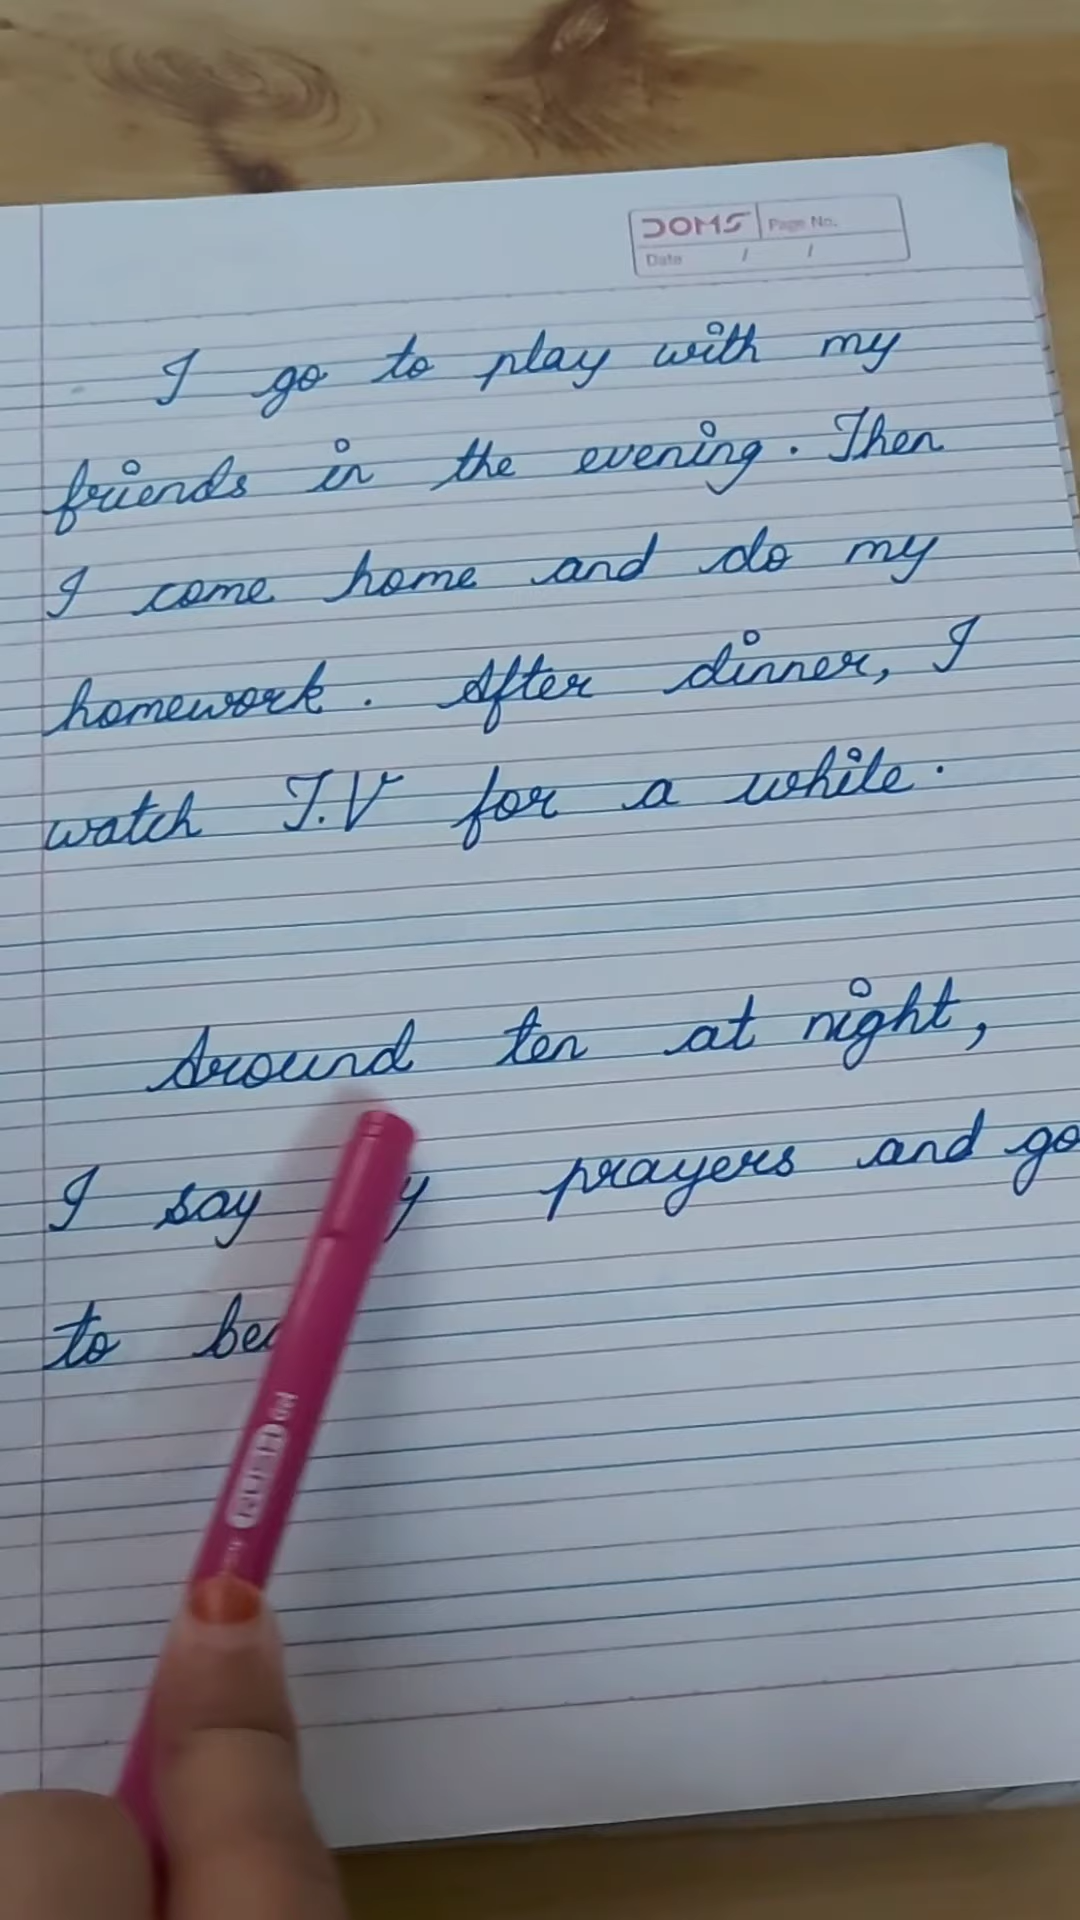 DOMS Page No.
Date / /
I go to play with my
friends in the evening. Then
I come home and do my
homework. After dinner, I
watch T.V for a while.
Around ten at night,
I say prayers and go
to